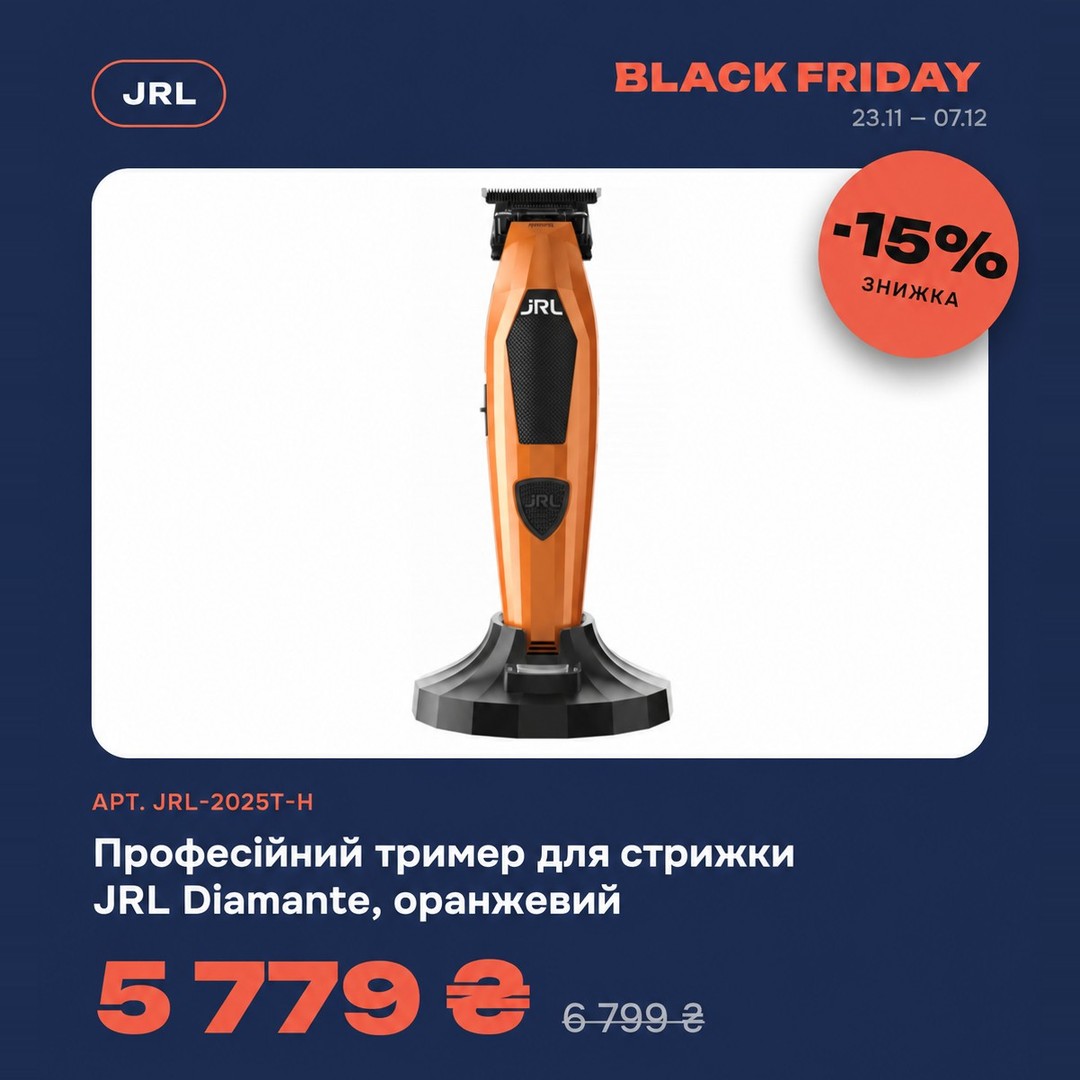 JRL
BLACK FRIDAY
23.11 – 07.12
-15%
ЗНИЖКА
JRL
JRL
АРТ. JRL-2025T-H
Професійний тример для стрижки
JRL Diamante, оранжевий
5 779 ₴
6 799 ₴